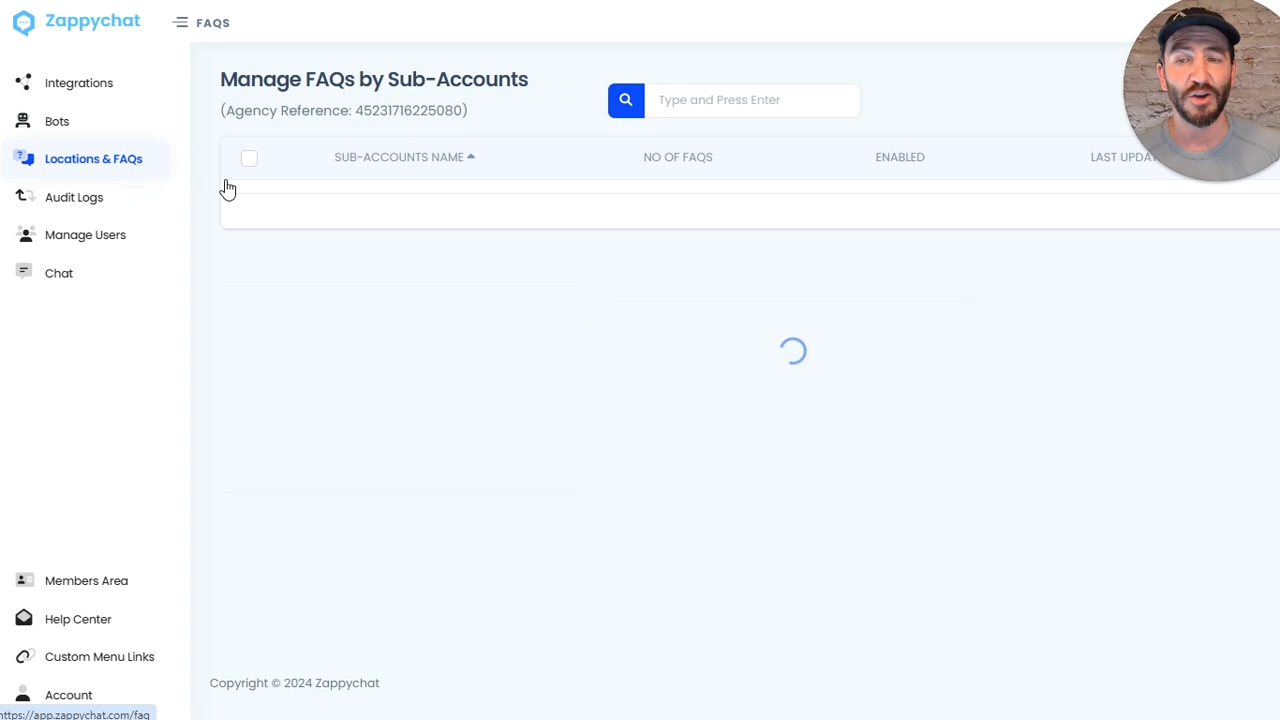 Zappychat
FAQS
Integrations
Bots
Locations & FAQs
Audit Logs
Manage Users
Chat
Members Area
Help Center
Custom Menu Links
Account
https://app.zappychat.com/faq
Manage FAQs by Sub-Accounts
(Agency Reference: 45231716225080)
Type and Press Enter
SUB-ACCOUNTS NAME NO OF FAQS ENABLED LAST
Copyright © 2024 Zappychat